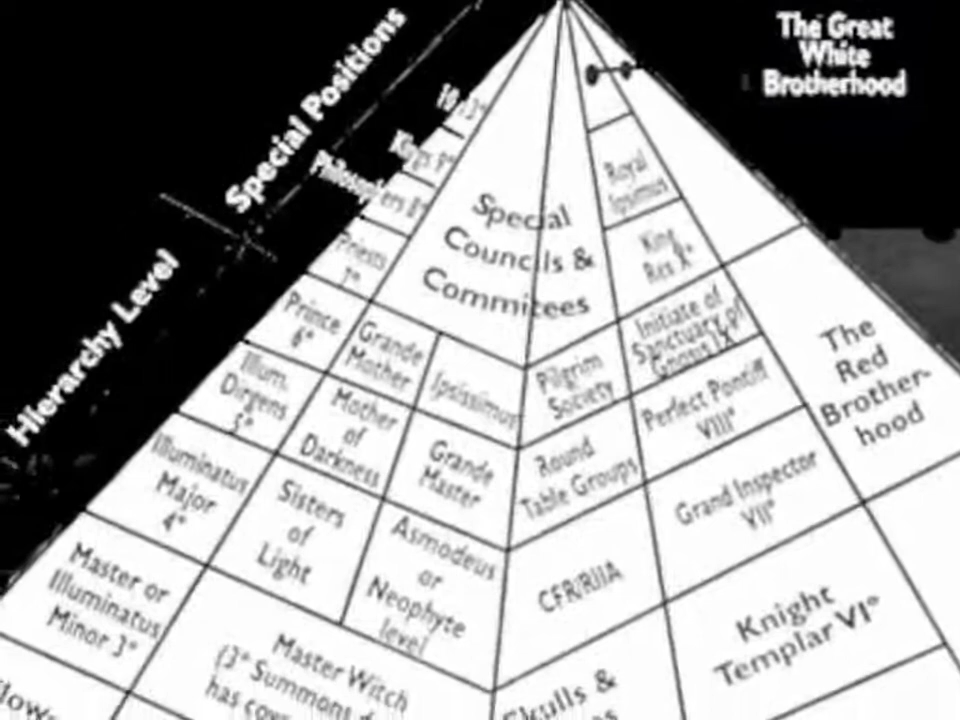 The Great
White
Brotherhood
Special Positions
Hierarchy Level
Kings 9°
Philosophers 8°
Priests
7°
Prince
6°
Illum.
Dirgens
5°
Illuminatus
Major
4°
Master or
Illuminatus
Minor 3°
Special
Councils &
Commitees
Grande
Mother
Ipsissimus
Mother
of
Darkness
Grande
Master
Sisters
of
Light
Asmodeus
or
Neophyte
level
Master Witch
(3° Summons
has
Royal
Ipsimus
King
Rex X°
Pilgrim
Society
Initiate of
Sanctuary of
Gnosis IX°
Round
Table Groups
Perfect Pontiff
VIII°
CFR/RIIA
Grand Inspector
VII°
Skulls &
Knight
Templar VI°
The
Red
Brother-
hood